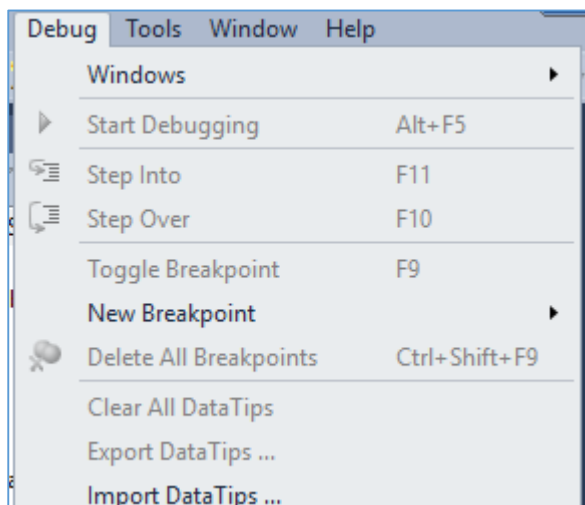 Debug Tools Window Help
Windows
Start Debugging Alt+F5
Step Into F11
Step Over F10
Toggle Breakpoint F9
New Breakpoint
Delete All Breakpoints Ctrl+Shift+F9
Clear All DataTips
Export DataTips ...
Import DataTips ...